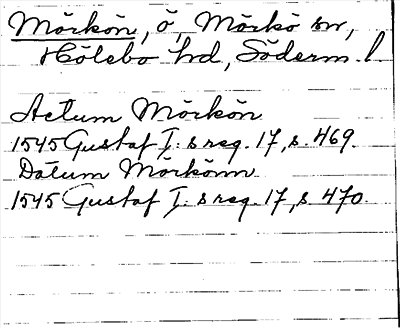 Mörkön, ö, Mörkö sn,
Hölebo hd, Söderm. l.
Actum Mörkön
1545 Gustaf I:s reg. 17, s. 469.
Datum Mörkönn
1545 Gustaf I:s reg. 17, s. 470.